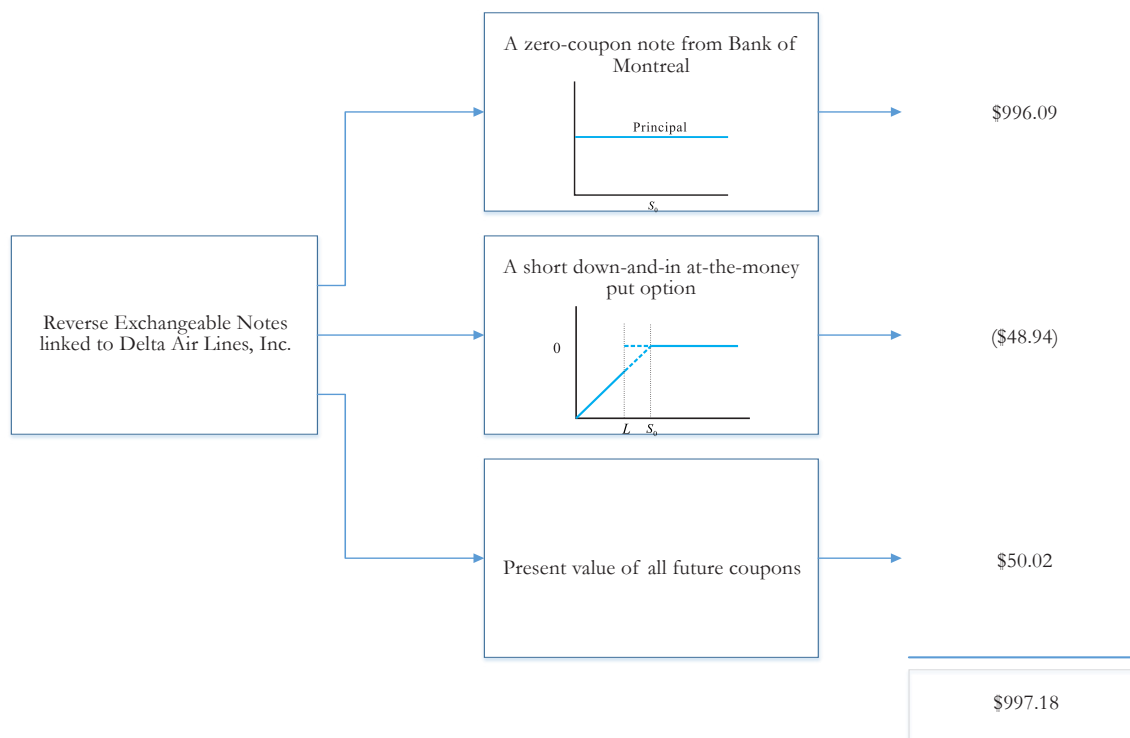 A zero-coupon note from Bank of
Montreal
Principal
S₀
$996.09
Reverse Exchangeable Notes
linked to Delta Air Lines, Inc.
A short down-and-in at-the-money
put option
0
L S₀
($48.94)
Present value of all future coupons
$50.02
$997.18